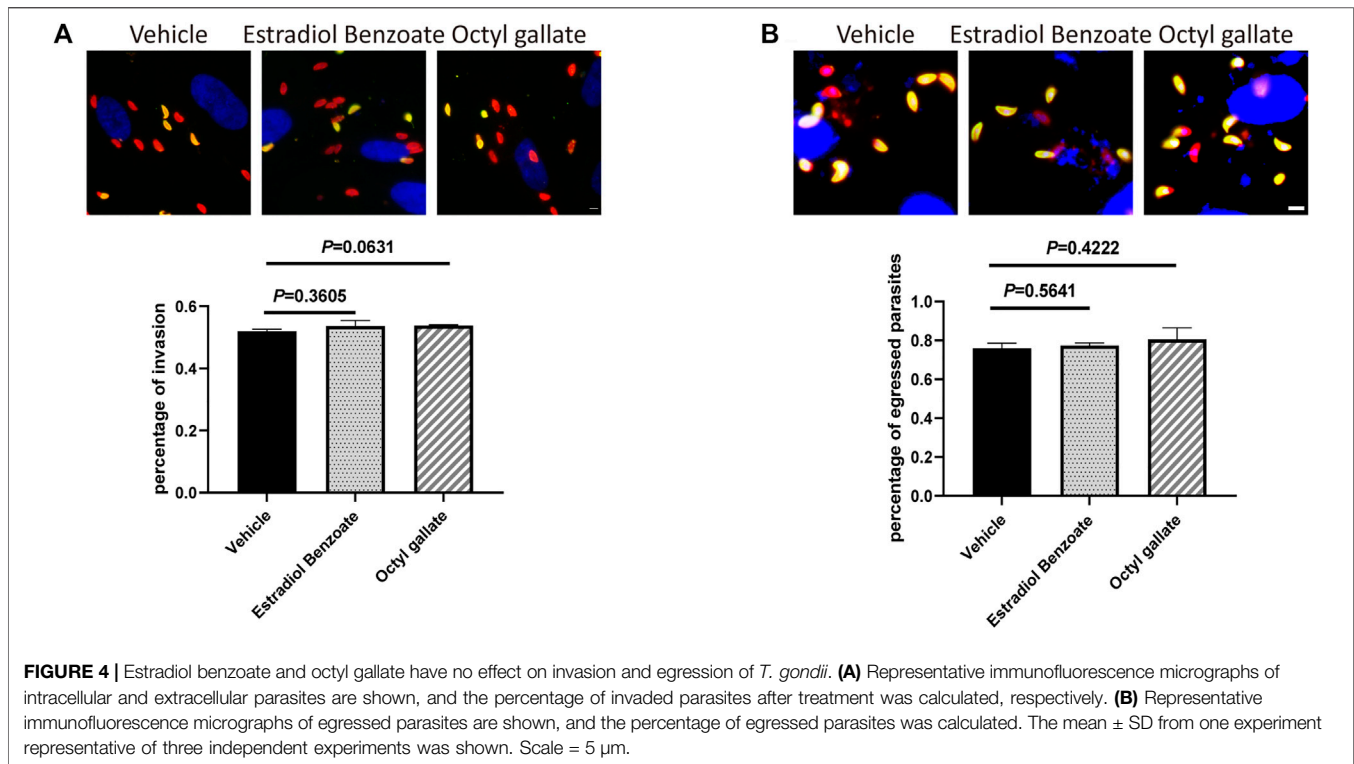 A
Vehicle Estradiol Benzoate Octyl gallate
P=0.0631
P=0.3605
percentage of invasion
0.6
0.4
0.2
0.0
Vehicle
Estradiol Benzoate
Octyl gallate
B
Vehicle Estradiol Benzoate Octyl gallate
P=0.4222
P=0.5641
percentage of egressed parasites
1.0
0.8
0.6
0.4
0.2
0.0
Vehicle
Estradiol Benzoate
Octyl gallate
FIGURE 4 | Estradiol benzoate and octyl gallate have no effect on invasion and egression of T. gondii. (A) Representative immunofluorescence micrographs of
intracellular and extracellular parasites are shown, and the percentage of invaded parasites after treatment was calculated, respectively. (B) Representative
immunofluorescence micrographs of egressed parasites are shown, and the percentage of egressed parasites was calculated. The mean ± SD from one experiment
representative of three independent experiments was shown. Scale = 5 µm.